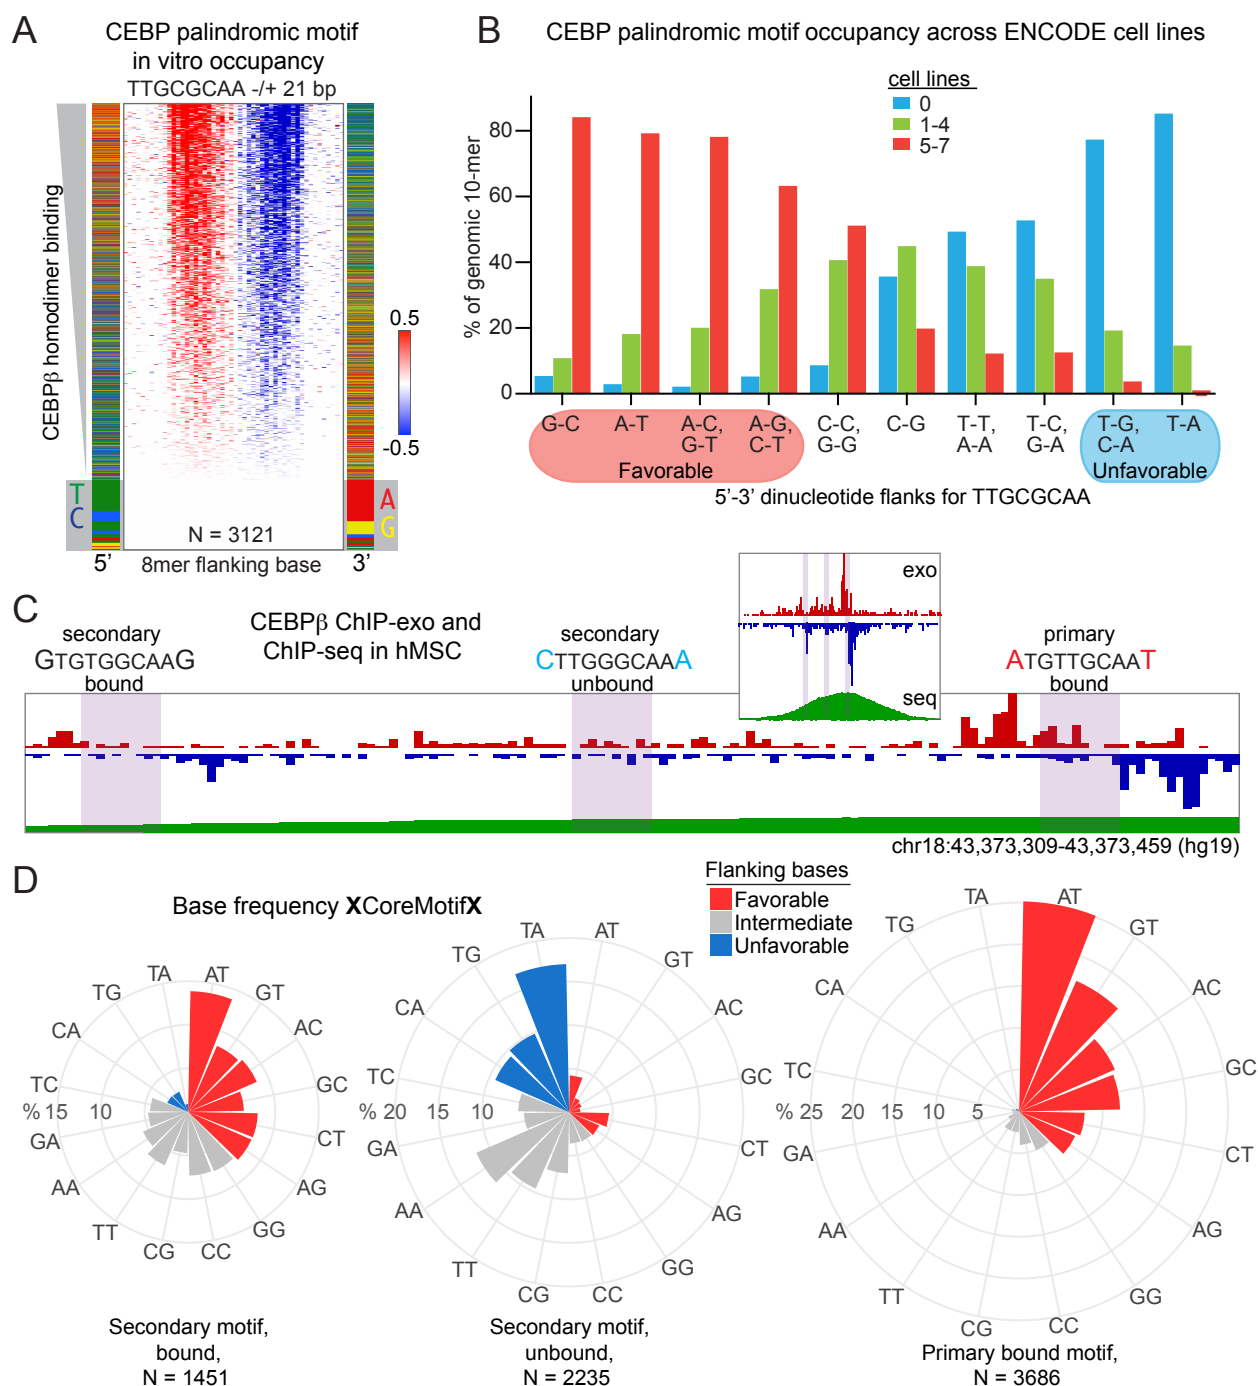 A
CEBP palindromic motif
in vitro occupancy
TTGCGCAA -/+ 21 bp
CEBPβ homodimer binding
0.5
-0.5
T
C
A
G
N = 3121
5’
8mer flanking base
3’
B
CEBP palindromic motif occupancy across ENCODE cell lines
cell lines
0
1-4
5-7
% of genomic 10-mer
80
60
40
20
0
G-C
A-T
A-C,
G-T
A-G,
C-T
C-C,
G-G
C-G
T-T,
A-A
T-C,
G-A
T-G,
C-A
T-A
Favorable
Unfavorable
5’-3’ dinucleotide flanks for TTGCGCAA
C
CEBPβ ChIP-exo and
ChIP-seq in hMSC
secondary
GTGTGGCAAG
bound
secondary
CTTGGGCAAA
unbound
exo
seq
primary
ATGTTGCAAT
bound
chr18:43,373,309-43,373,459 (hg19)
D
Base frequency XCoreMotifX
Flanking bases
Favorable
Intermediate
Unfavorable
TA
AT
GT
AC
GC
CT
AG
GG
CC
CG
TT
AA
GA
TC
CA
TG
% 15
10
Secondary motif,
bound,
N = 1451
TA
AT
GT
AC
GC
CT
AG
GG
CC
CG
TT
AA
GA
TC
CA
TG
% 20
15
10
Secondary motif,
unbound,
N = 2235
TA
AT
GT
AC
GC
CT
AG
GG
CC
CG
TT
AA
GA
TC
CA
TG
% 25
20
15
10
5
Primary bound motif,
N = 3686